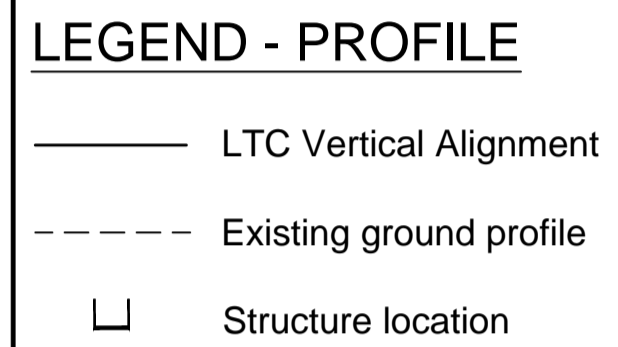 LEGEND - PROFILE
LTC Vertical Alignment
Existing ground profile
Structure location